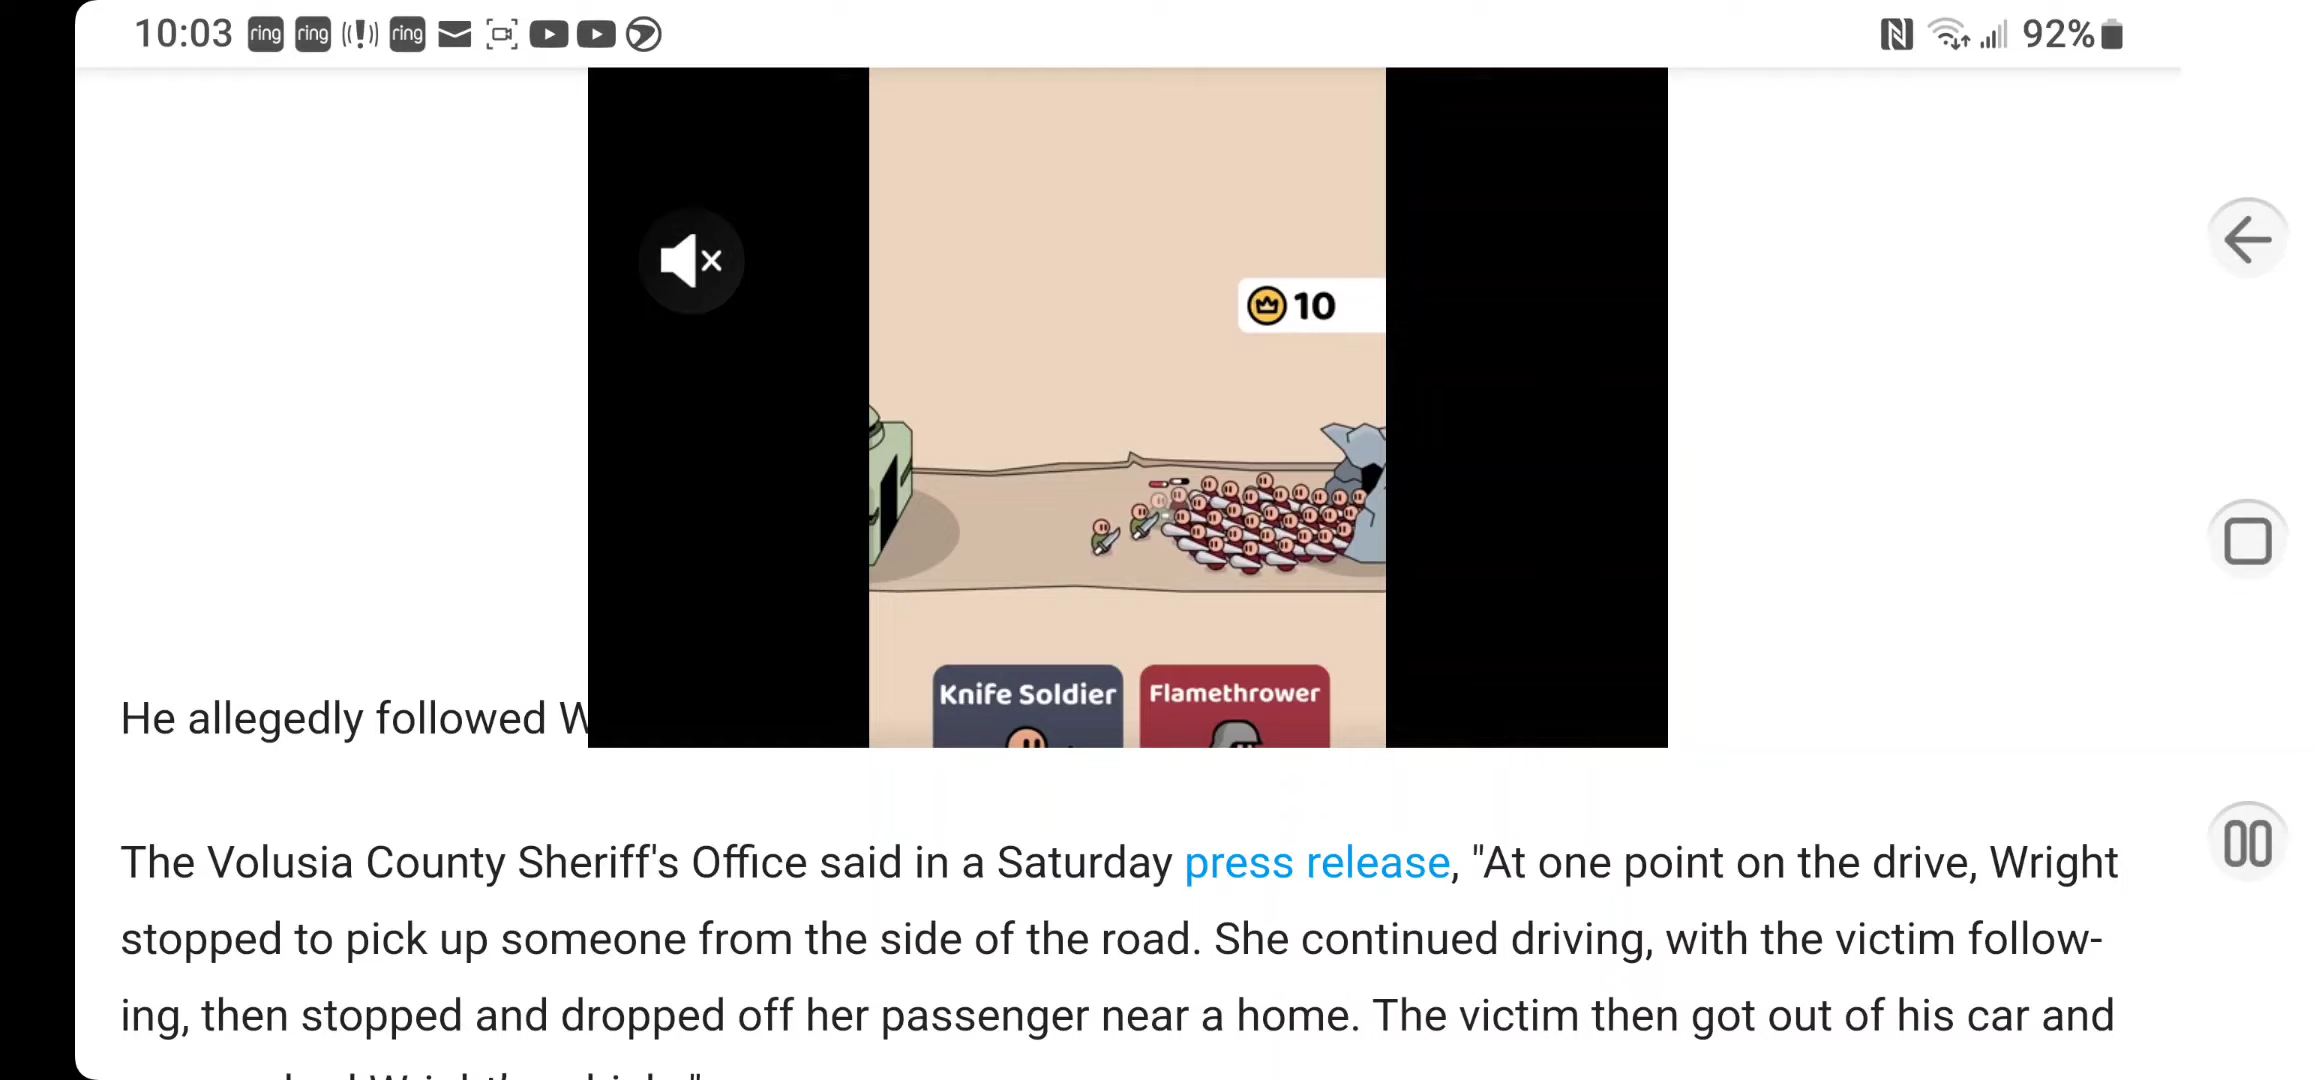 10:03 ring ring ring 92%
10
Knife Soldier Flamethrower
He allegedly followed
The Volusia County Sheriff's Office said in a Saturday press release, "At one point on the drive, Wright
stopped to pick up someone from the side of the road. She continued driving, with the victim follow-
ing, then stopped and dropped off her passenger near a home. The victim then got out of his car and